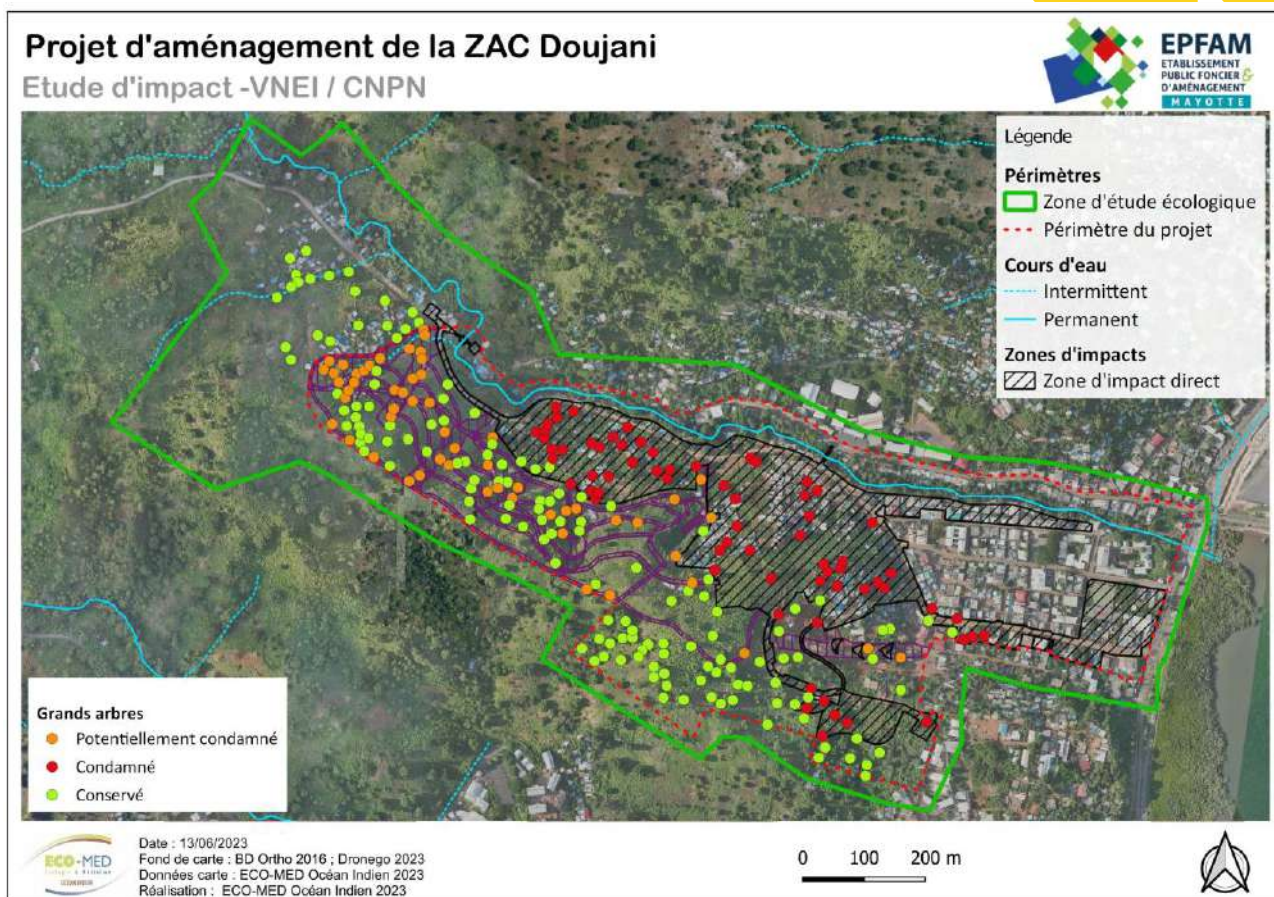 Projet d'aménagement de la ZAC Doujani
Etude d'impact -VNEI / CNPN
EPFAM
ETABLISSEMENT
PUBLIC FONCIER &
D'AMÉNAGEMENT
MAYOTTE
Légende
Périmètres
Zone d'étude écologique
Périmètre du projet
Cours d'eau
Intermittent
Permanent
Zones d'impacts
Zone d'impact direct
Grands arbres
Potentiellement condamné
Condamné
Conservé
ECO-MED
OCÉAN INDIEN
Date : 13/06/2023
Fond de carte : BD Ortho 2016 ; Dronego 2023
Données carte : ECO-MED Océan Indien 2023
Réalisation : ECO-MED Océan Indien 2023
0 100 200 m